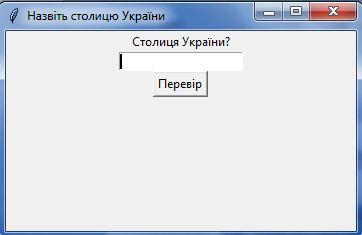 Назвіть столицю України
Столиця України?
Перевір